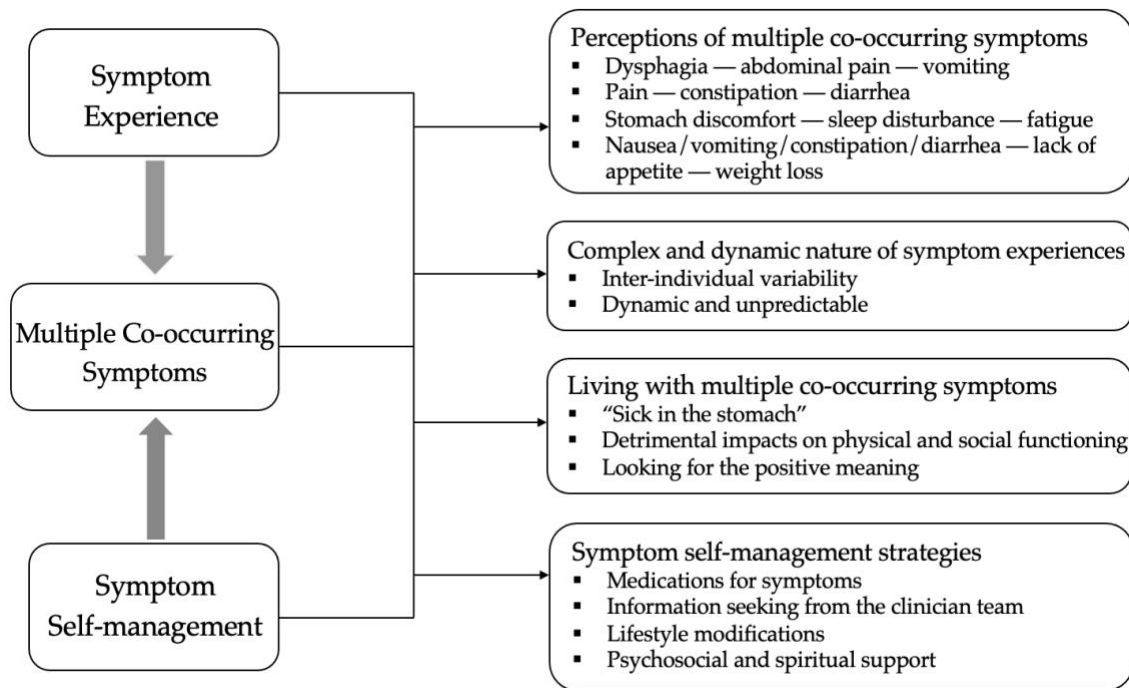 Symptom
Experience
Multiple Co-occurring
Symptoms
Symptom
Self-management
Perceptions of multiple co-occurring symptoms
▪ Dysphagia — abdominal pain — vomiting
▪ Pain — constipation — diarrhea
▪ Stomach discomfort — sleep disturbance — fatigue
▪ Nausea/vomiting/constipation/diarrhea — lack of
appetite — weight loss
Complex and dynamic nature of symptom experiences
▪ Inter-individual variability
▪ Dynamic and unpredictable
Living with multiple co-occurring symptoms
▪ “Sick in the stomach”
▪ Detrimental impacts on physical and social functioning
▪ Looking for the positive meaning
Symptom self-management strategies
▪ Medications for symptoms
▪ Information seeking from the clinician team
▪ Lifestyle modifications
▪ Psychosocial and spiritual support